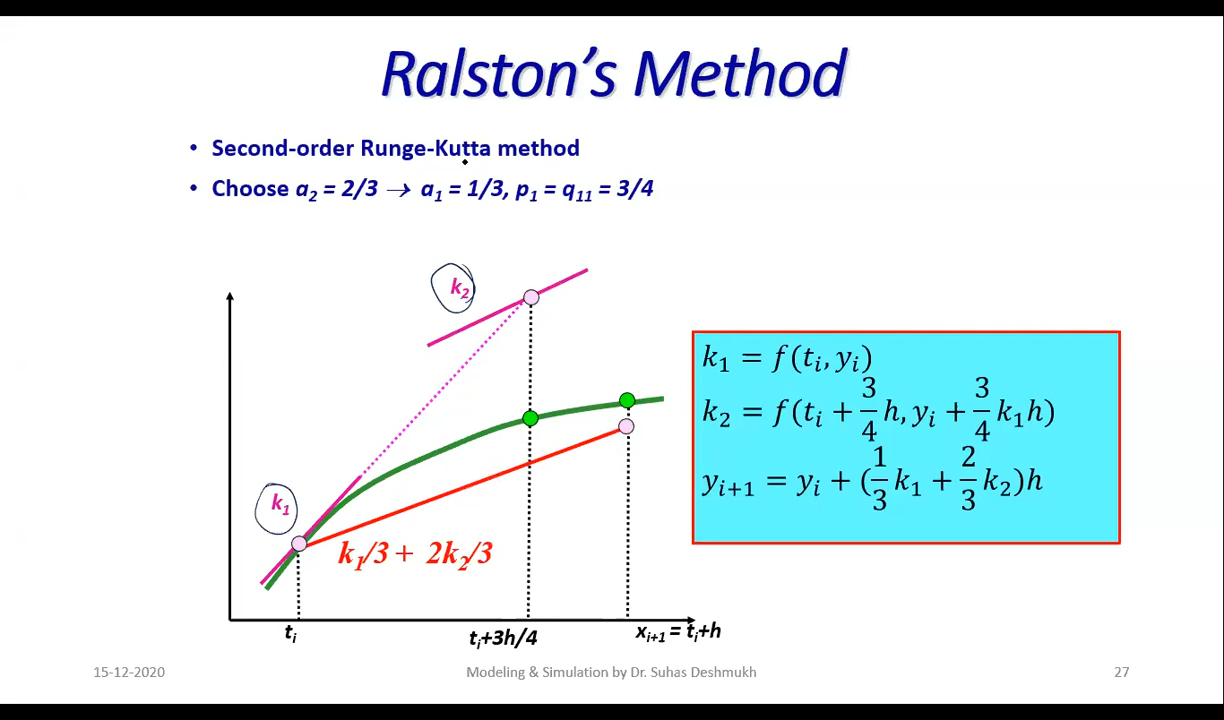 Ralston's Method
• Second-order Runge-Kutta method
• Choose a₂ = 2/3 → a₁ = 1/3, p₁ = q₁₁ = 3/4
k₂
k₁
k₁/3 + 2k₂/3
tᵢ
tᵢ+3h/4
xᵢ₊₁ = tᵢ+h
k₁ = f(tᵢ, yᵢ)
k₂ = f(tᵢ + 3/4 h, yᵢ + 3/4 k₁h)
yᵢ₊₁ = yᵢ + (1/3 k₁ + 2/3 k₂)h
15-12-2020
Modeling & Simulation by Dr. Suhas Deshmukh
27